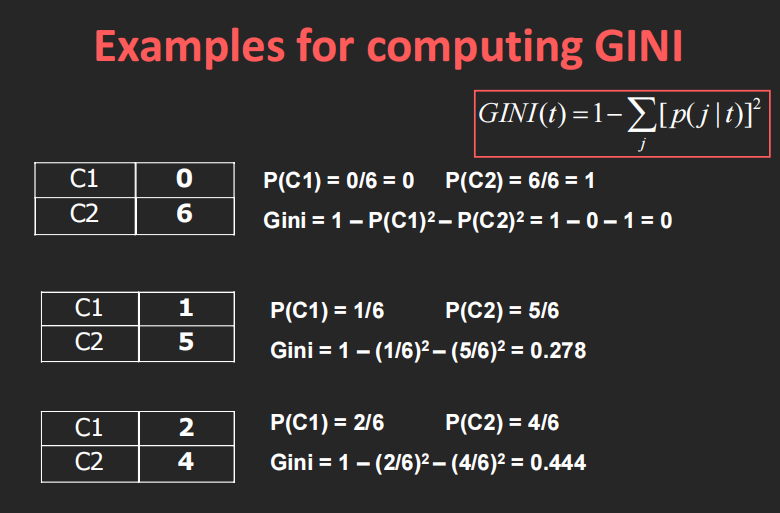 Examples for computing GINI
GINI(t) = 1 − ∑[p(j | t)]²
j
C1 0
C2 6
P(C1) = 0/6 = 0 P(C2) = 6/6 = 1
Gini = 1 – P(C1)² – P(C2)² = 1 – 0 – 1 = 0
C1 1
C2 5
P(C1) = 1/6 P(C2) = 5/6
Gini = 1 – (1/6)² – (5/6)² = 0.278
C1 2
C2 4
P(C1) = 2/6 P(C2) = 4/6
Gini = 1 – (2/6)² – (4/6)² = 0.444